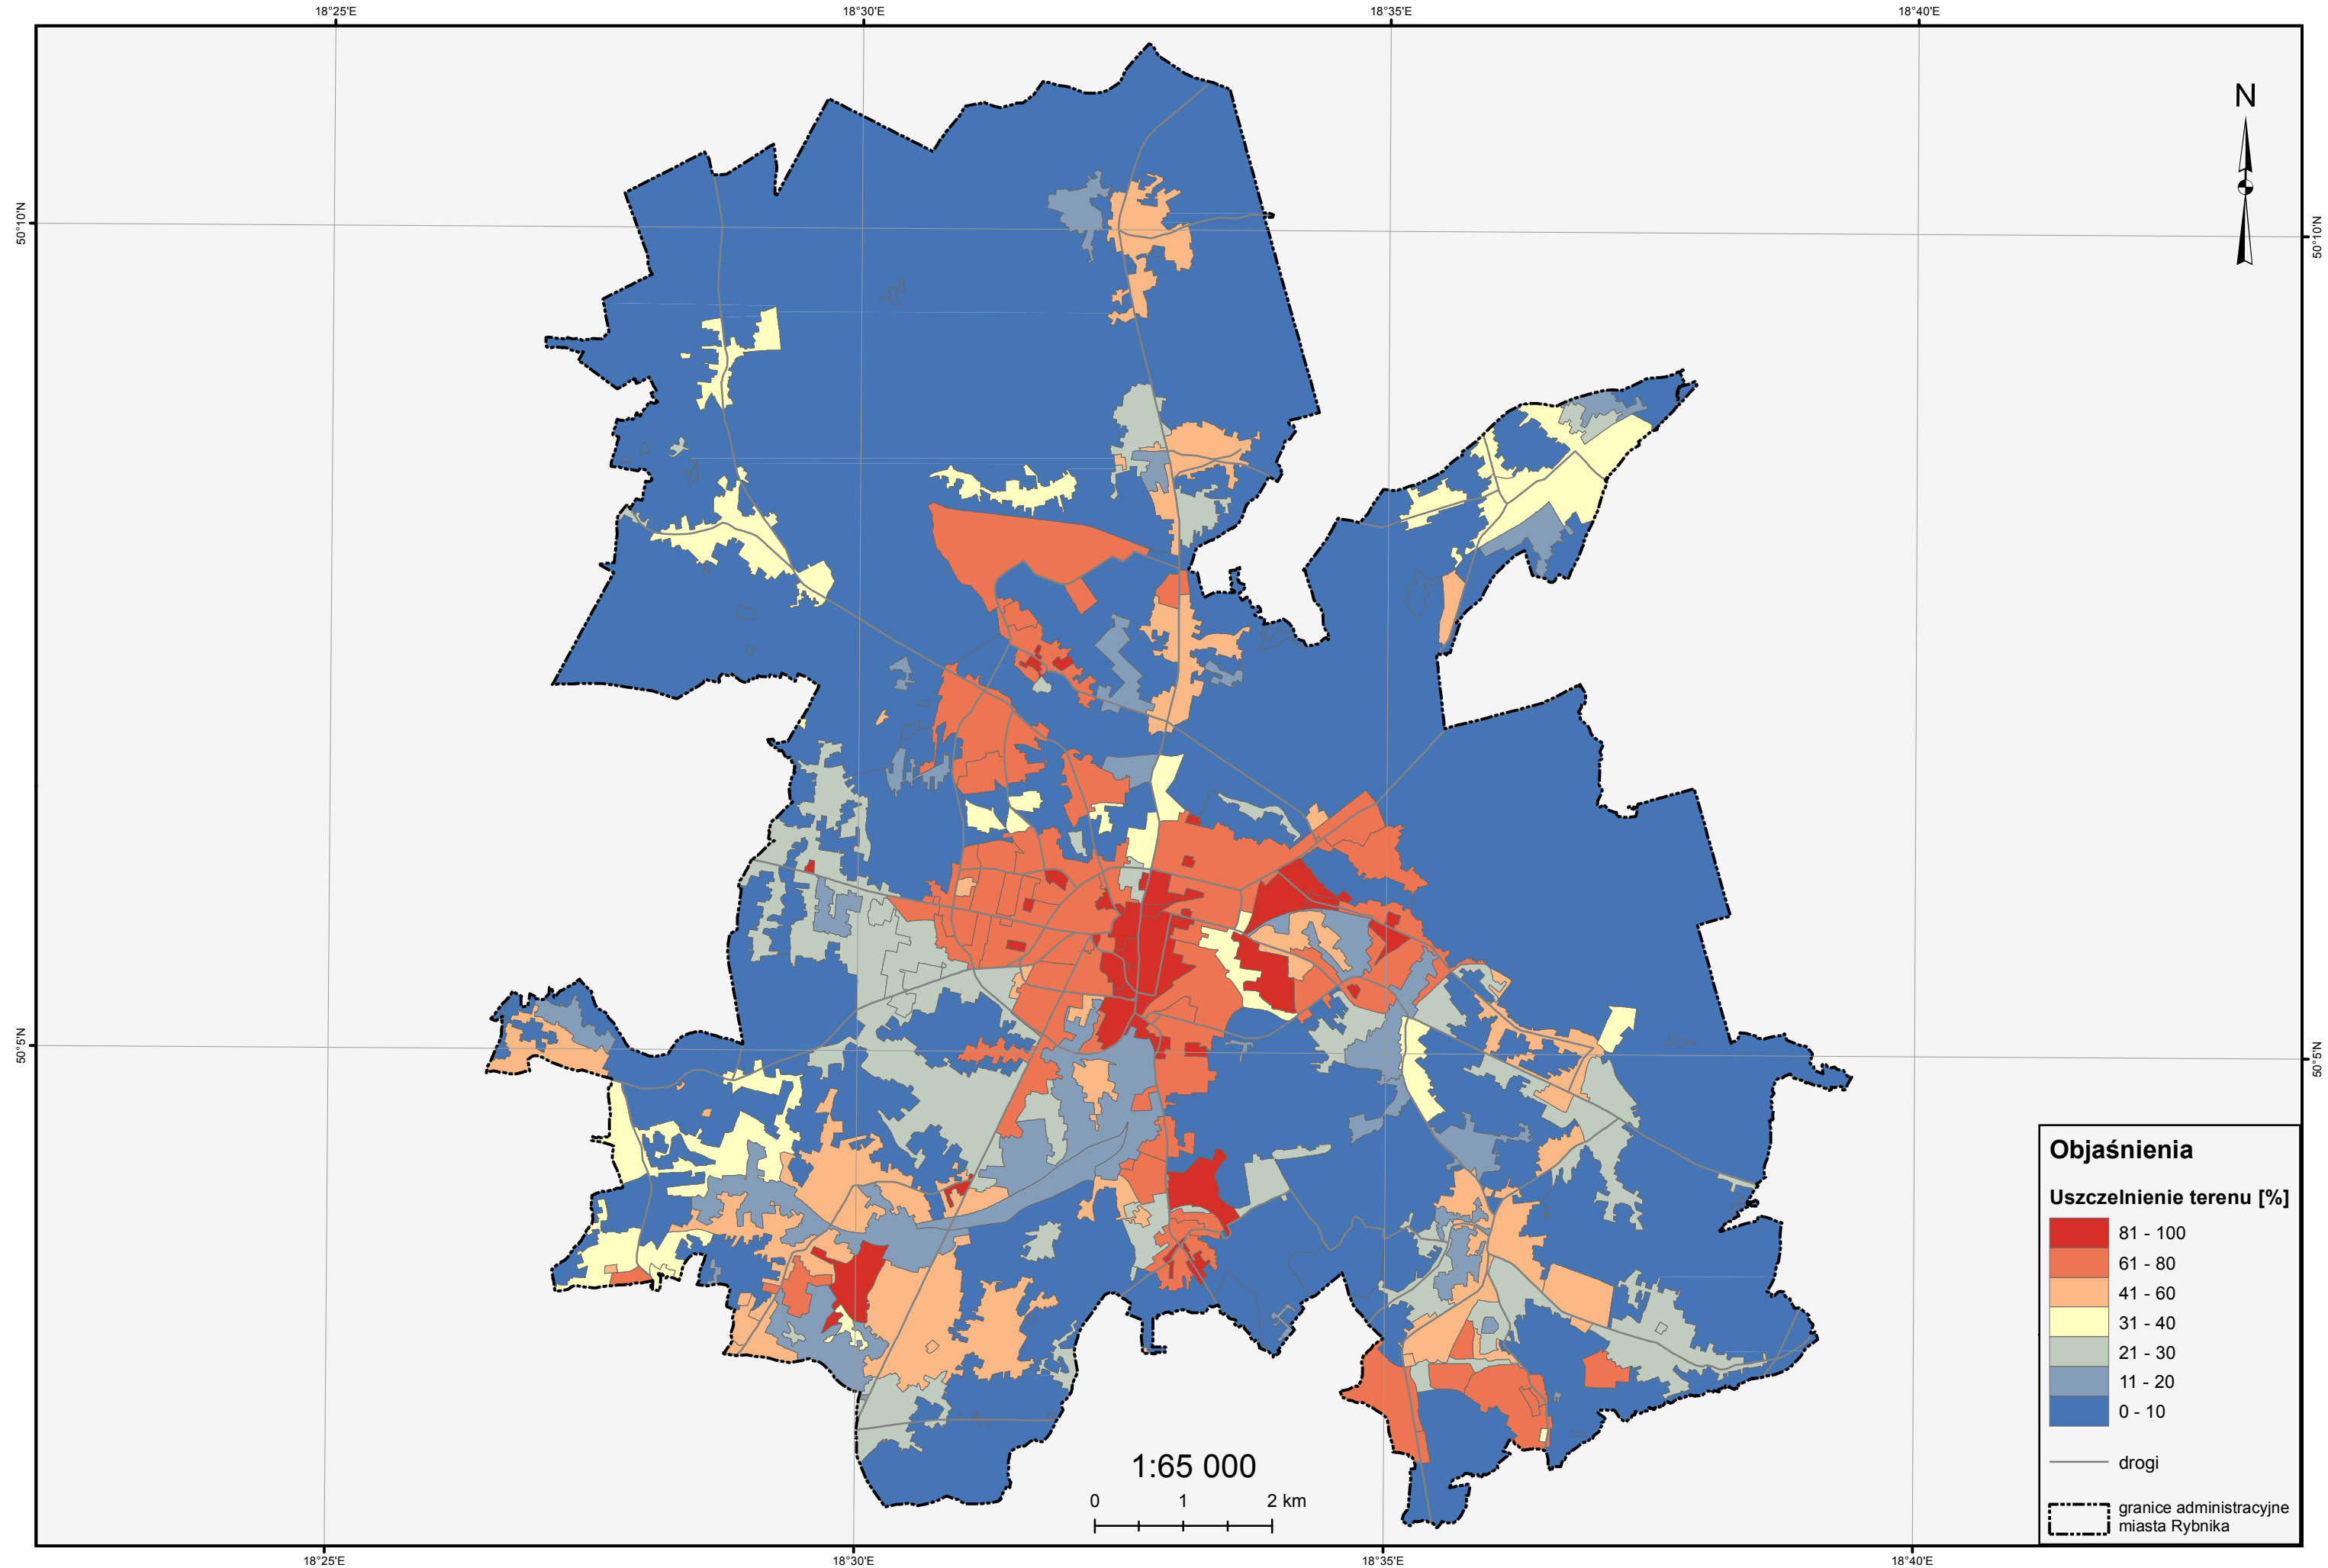 18°25'E
18°30'E
18°35'E
18°40'E
N
50°10'N
50°10'N
50°5'N
50°5'N
Objaśnienia
Uszczelnienie terenu [%]
81 - 100
61 - 80
41 - 60
31 - 40
21 - 30
11 - 20
0 - 10
drogi
granice administracyjne
miasta Rybnika
1:65 000
0 1 2 km
18°25'E
18°30'E
18°35'E
18°40'E